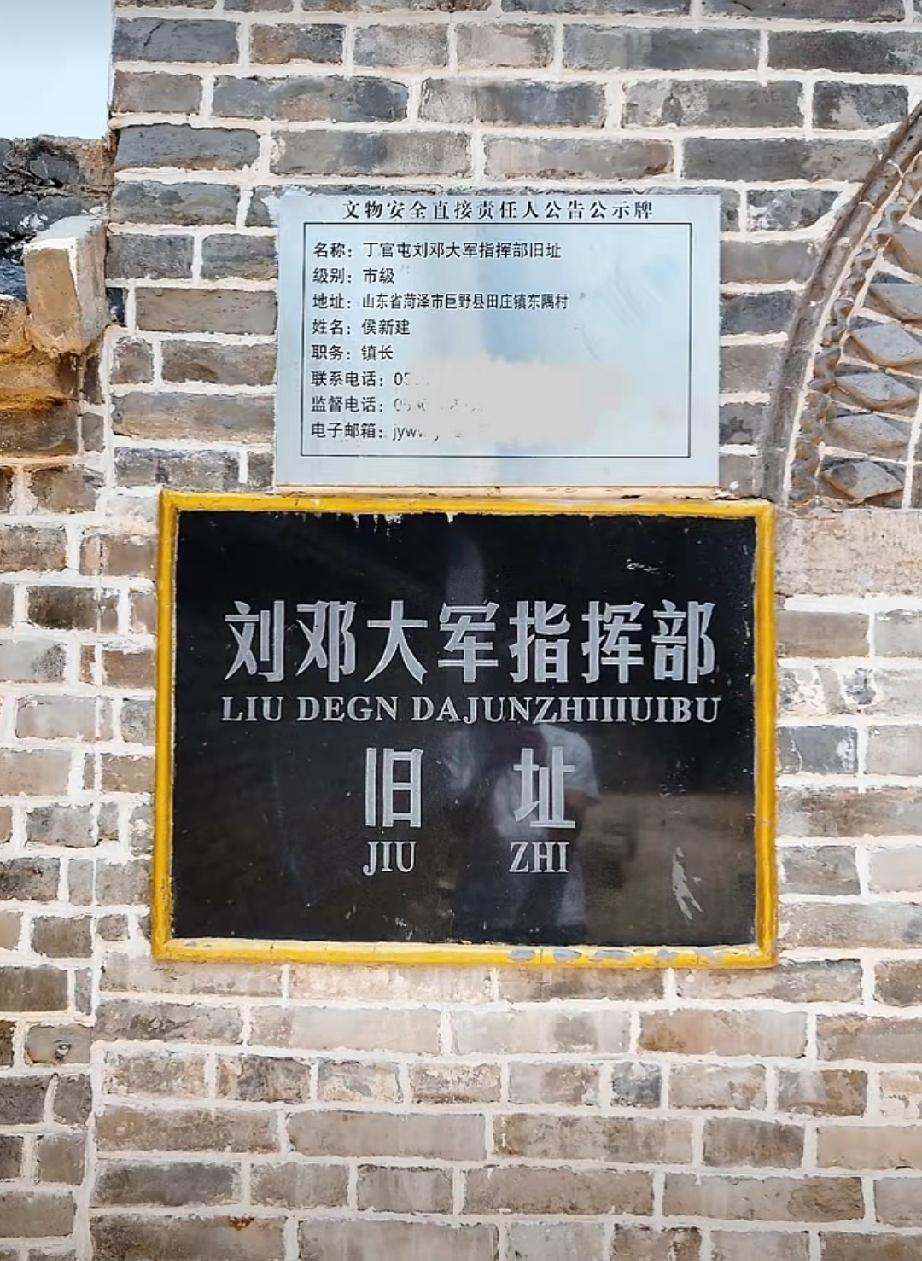 文物安全直接责任人公告公示牌
名称：丁官屯刘邓大军指挥部旧址
级别：市级
地址：山东省菏泽市巨野县田庄镇东隅村
姓名：侯新建
职务：镇长
联系电话：
监督电话：
电子邮箱：
刘邓大军指挥部
LIU DEGN DAJUNZHIHUIBU
旧 址
JIU ZHI